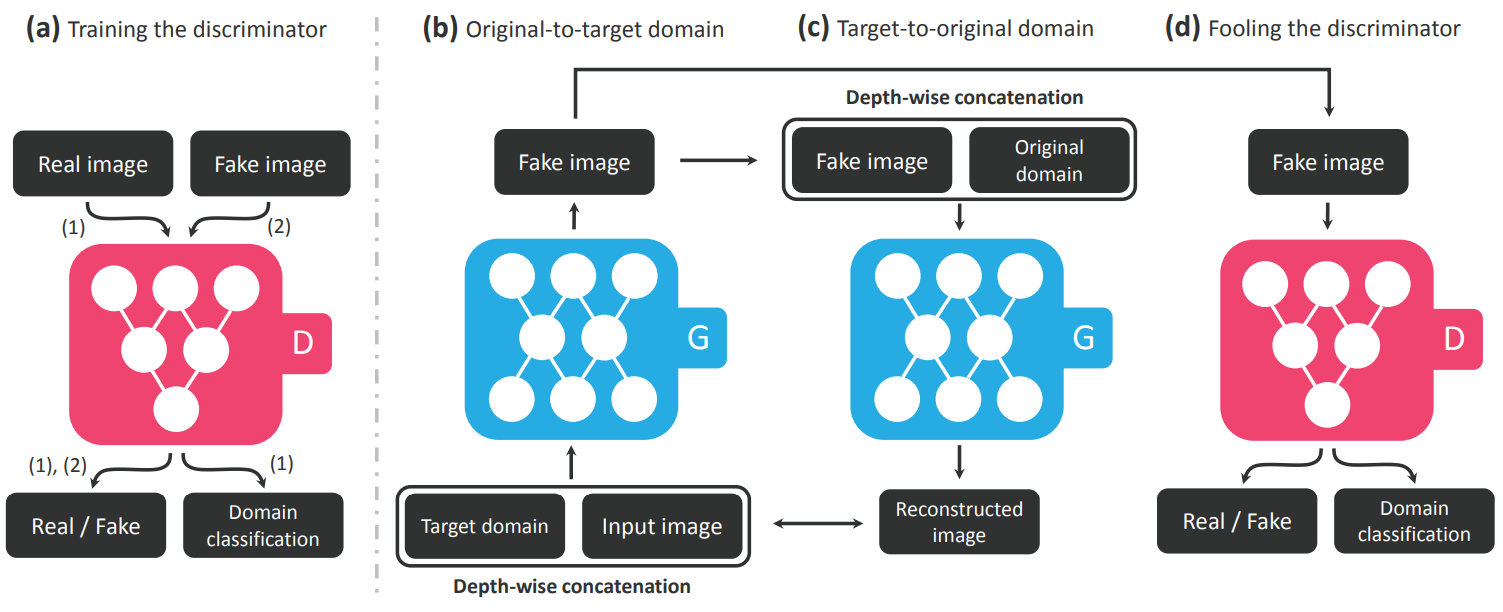 (a) Training the discriminator
Real image
Fake image
(1)
(2)
D
(1), (2)
(1)
Real / Fake
Domain
classification
(b) Original-to-target domain
Fake image
G
Target domain
Input image
Depth-wise concatenation
(c) Target-to-original domain
Depth-wise concatenation
Fake image
Original
domain
G
Reconstructed
image
(d) Fooling the discriminator
Fake image
D
Real / Fake
Domain
classification